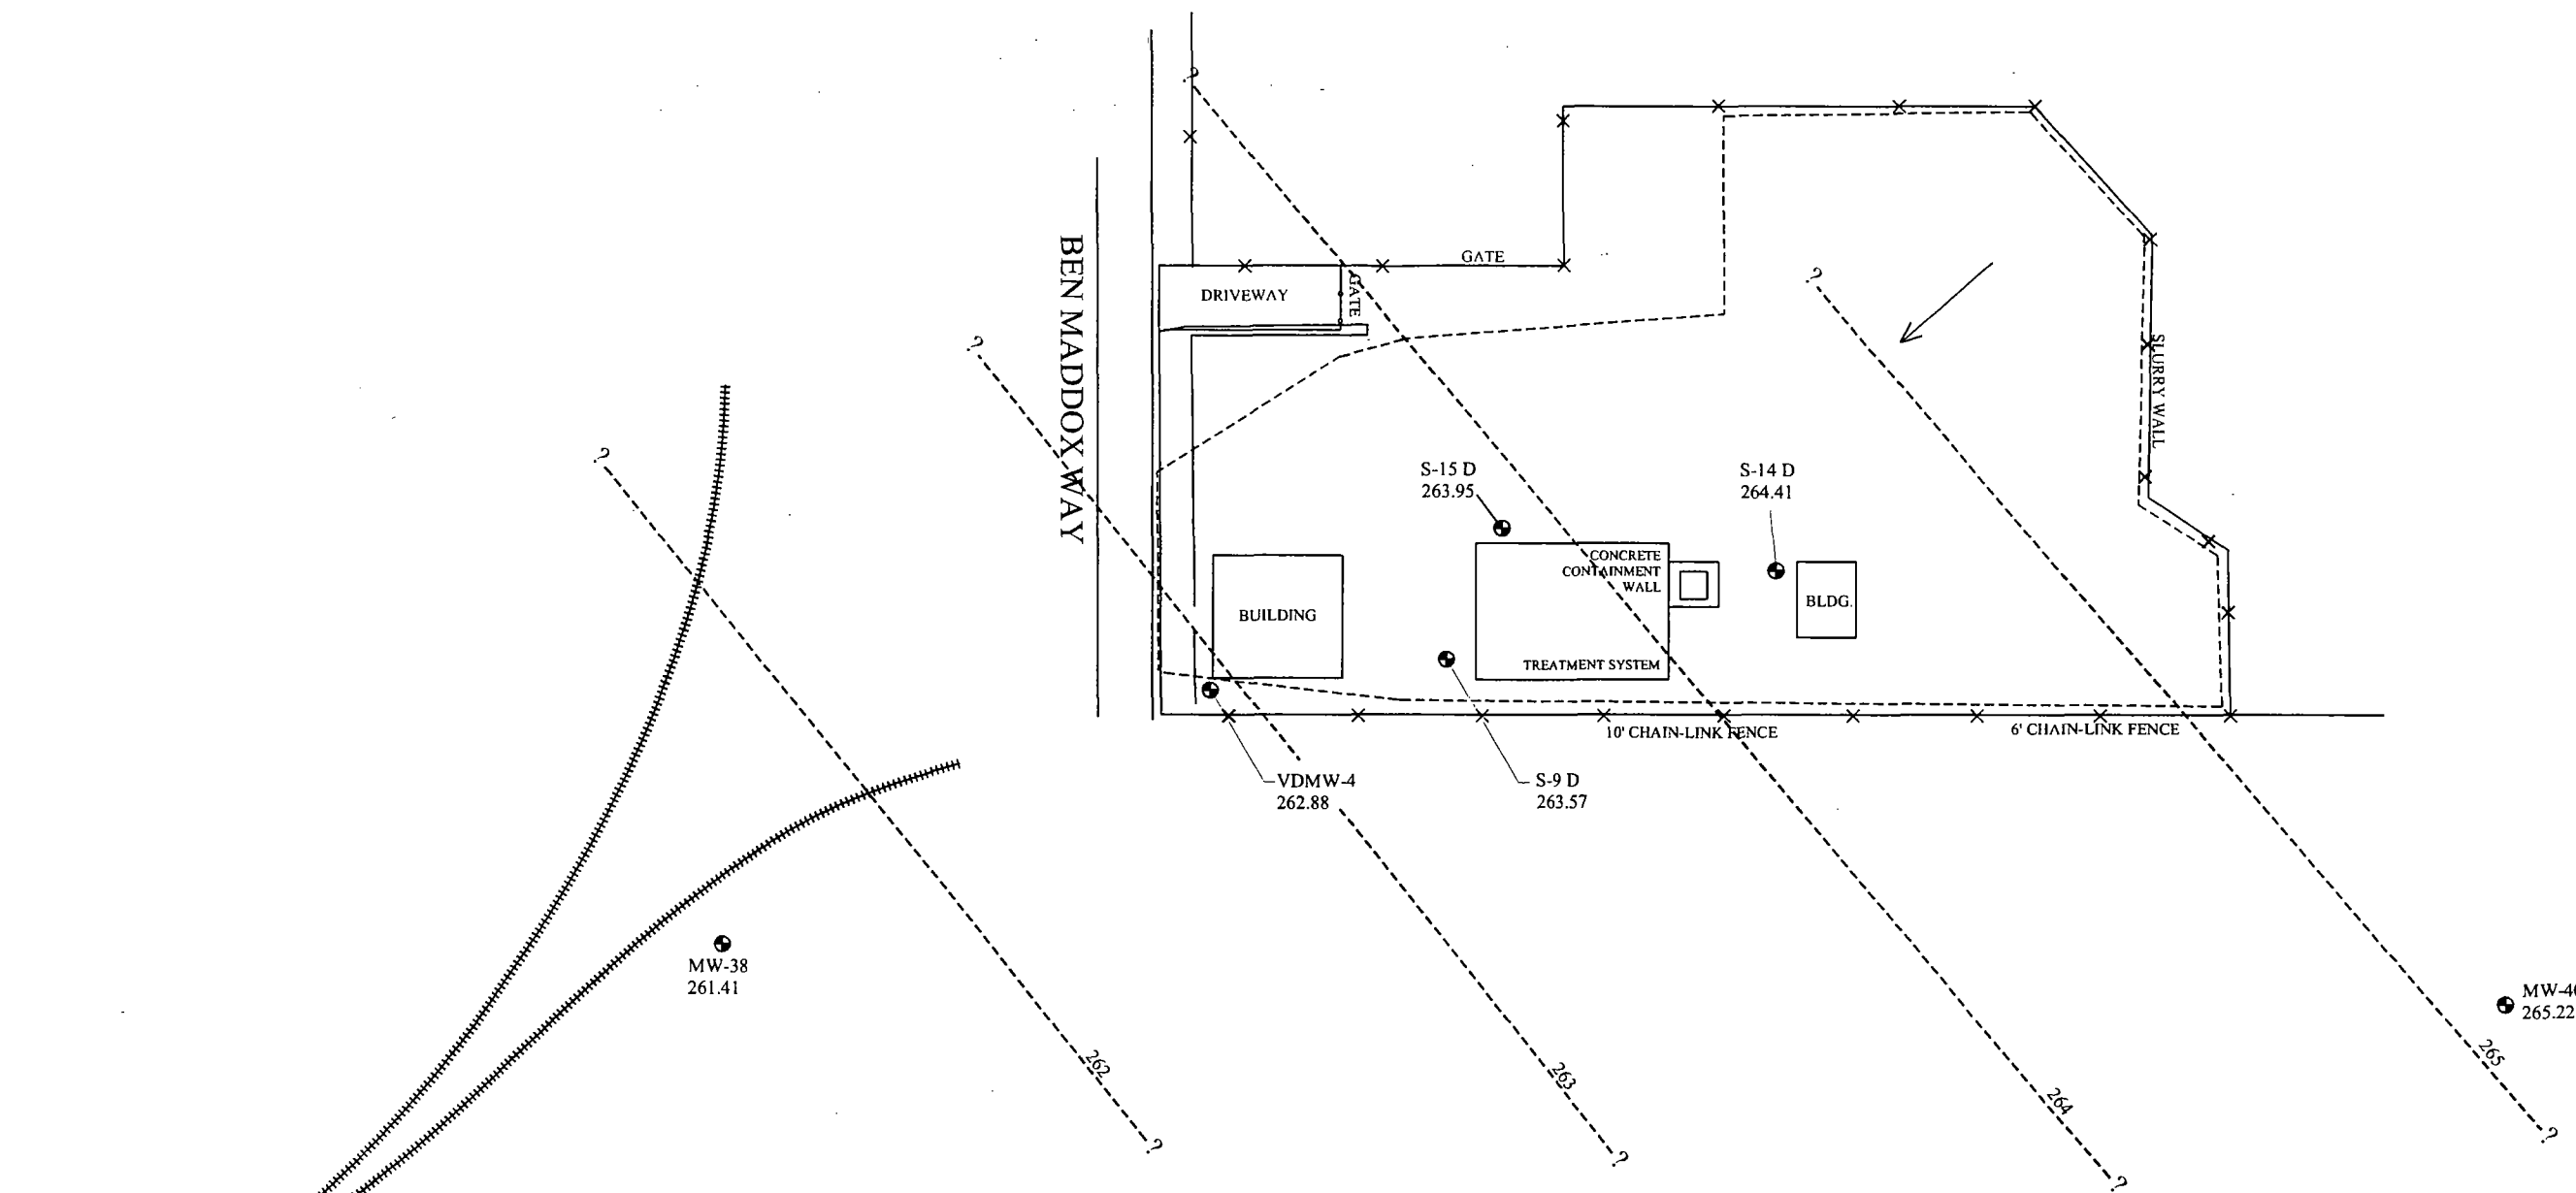 ?
GATE
DRIVEWAY
GATE
BEN MADDOX WAY
?
?
?
SLURRY WALL
S-15 D
263.95
S-14 D
264.41
CONCRETE
CONTAINMENT
WALL
BUILDING
BLDG.
TREATMENT SYSTEM
10' CHAIN-LINK FENCE
6' CHAIN-LINK FENCE
VDMW-4
262.88
S-9 D
263.57
MW-38
261.41
265.22
262
263
264
265
?
?
?
?